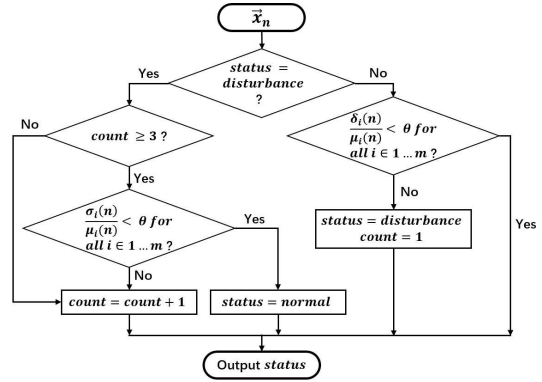 x⃗ₙ
status =
disturbance
?
Yes
No
count ≥ 3 ?
No
Yes
δᵢ(n)
μᵢ(n)
< θ for
all i ∈ 1 ... m ?
No
Yes
σᵢ(n)
μᵢ(n)
< θ for
all i ∈ 1 ... m ?
Yes
No
status = disturbance
count = 1
count = count + 1
status = normal
Output status